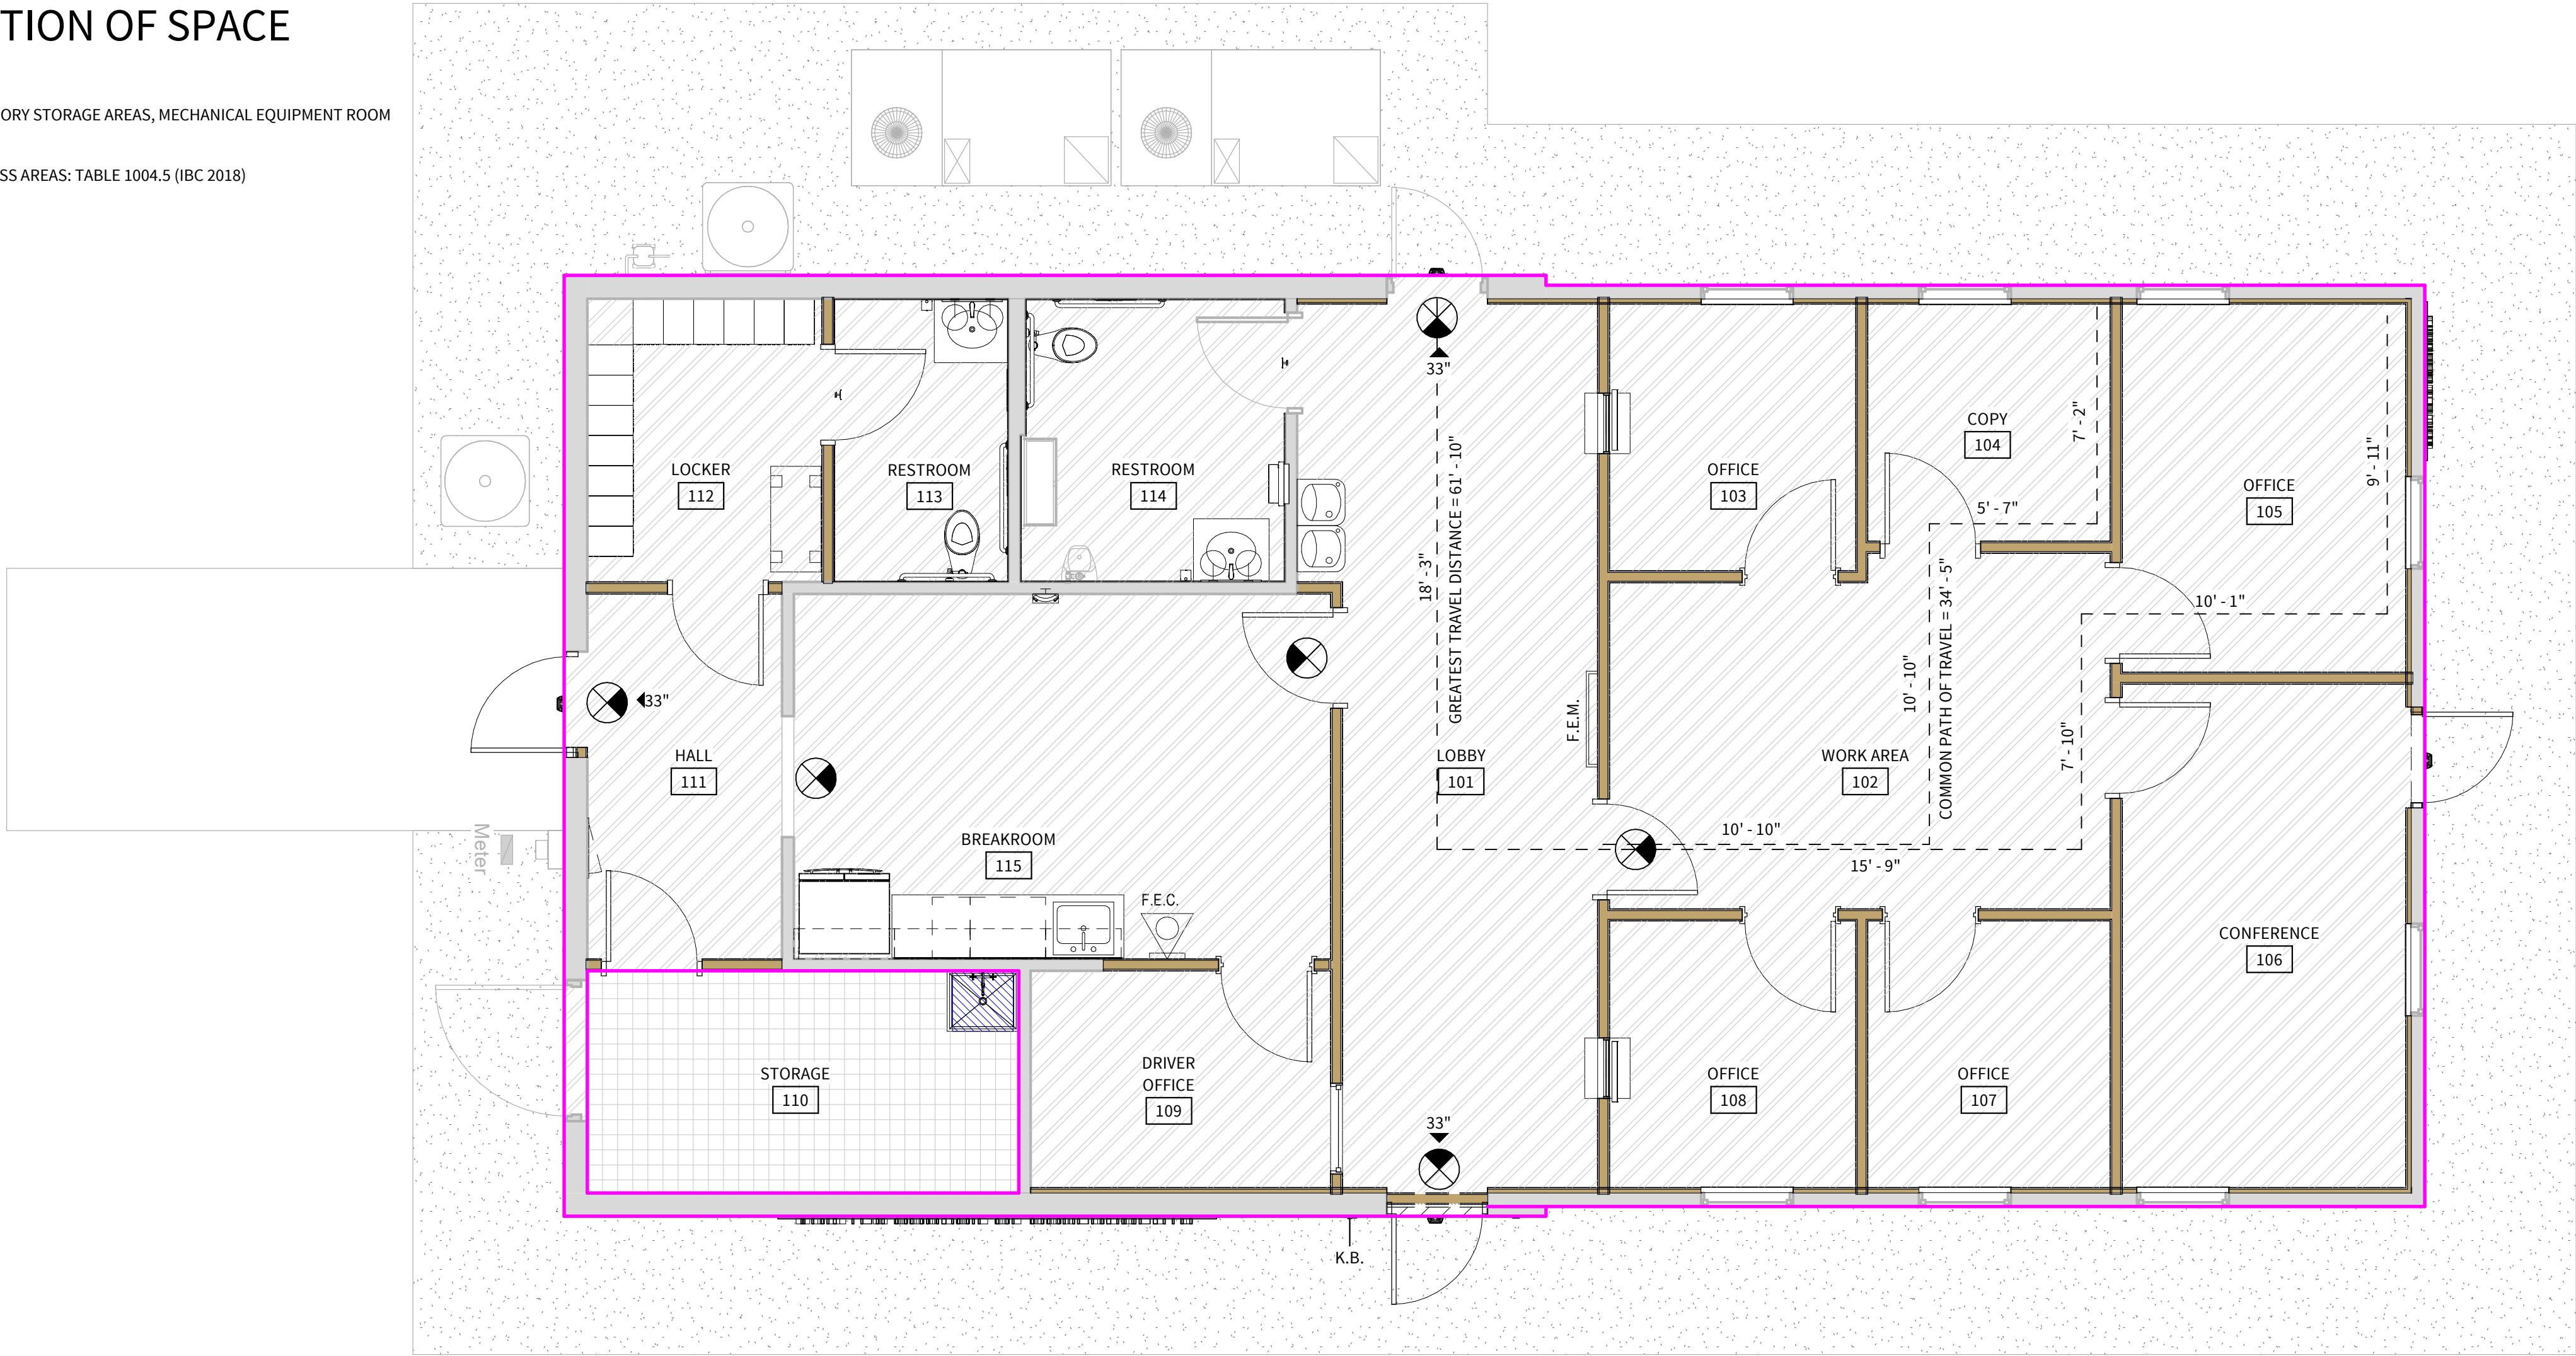 TION OF SPACE
ORY STORAGE AREAS, MECHANICAL EQUIPMENT ROOM
SS AREAS: TABLE 1004.5 (IBC 2018)
33"
COPY
104
7' - 2"
LOCKER
112
RESTROOM
113
RESTROOM
114
OFFICE
103
5' - 7"
9' - 11"
OFFICE
105
18' - 3"
GREATEST TRAVEL DISTANCE = 61' - 10"
10' - 1"
COMMON PATH OF TRAVEL = 34' - 5"
10' - 10"
33"
F.E.M.
7' - 10"
HALL
111
LOBBY
101
WORK AREA
102
Meter
BREAKROOM
115
10' - 10"
15' - 9"
F.E.C.
CONFERENCE
106
STORAGE
110
DRIVER
OFFICE
109
OFFICE
108
OFFICE
107
33"
K.B.